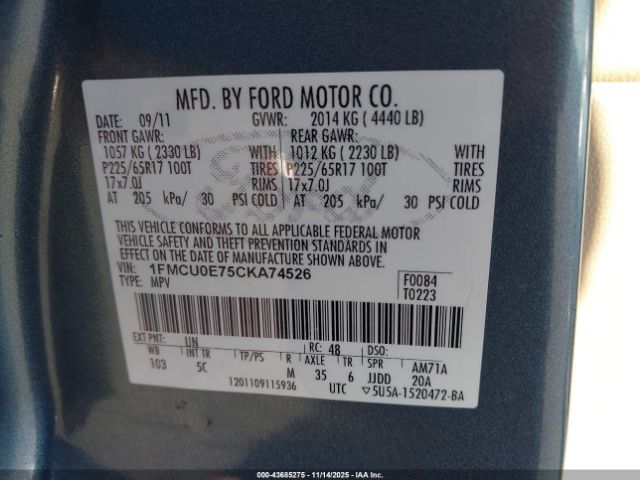 MFD. BY FORD MOTOR CO.
DATE: 09/11 GVWR: 2014 KG ( 4440 LB)
FRONT GAWR: REAR GAWR:
1057 KG ( 2330 LB) WITH 1012 KG ( 2230 LB) WITH
P225/65R17 100T TIRES P225/65R17 100T TIRES
17x7.0J RIMS 17x7.0J RIMS
AT 205 kPa/ 30 PSI COLD AT 205 kPa/ 30 PSI COLD
THIS VEHICLE CONFORMS TO ALL APPLICABLE FEDERAL MOTOR
VEHICLE SAFETY AND THEFT PREVENTION STANDARDS IN
EFFECT ON THE DATE OF MANUFACTURE SHOWN ABOVE.
VIN: 1FMCU0E75CKA74526 F0084
TYPE: MPV T0223
EXT PNT: UN RC: 48 DSO:
WB INT TR TP/PS R AXLE TR SPR AM71A
103 5C M 35 6 JJDD 20A
1201109115936 UTC ▽5U5A-1520472-BA
000-43685275 - 11/14/2025 - IAAI.com